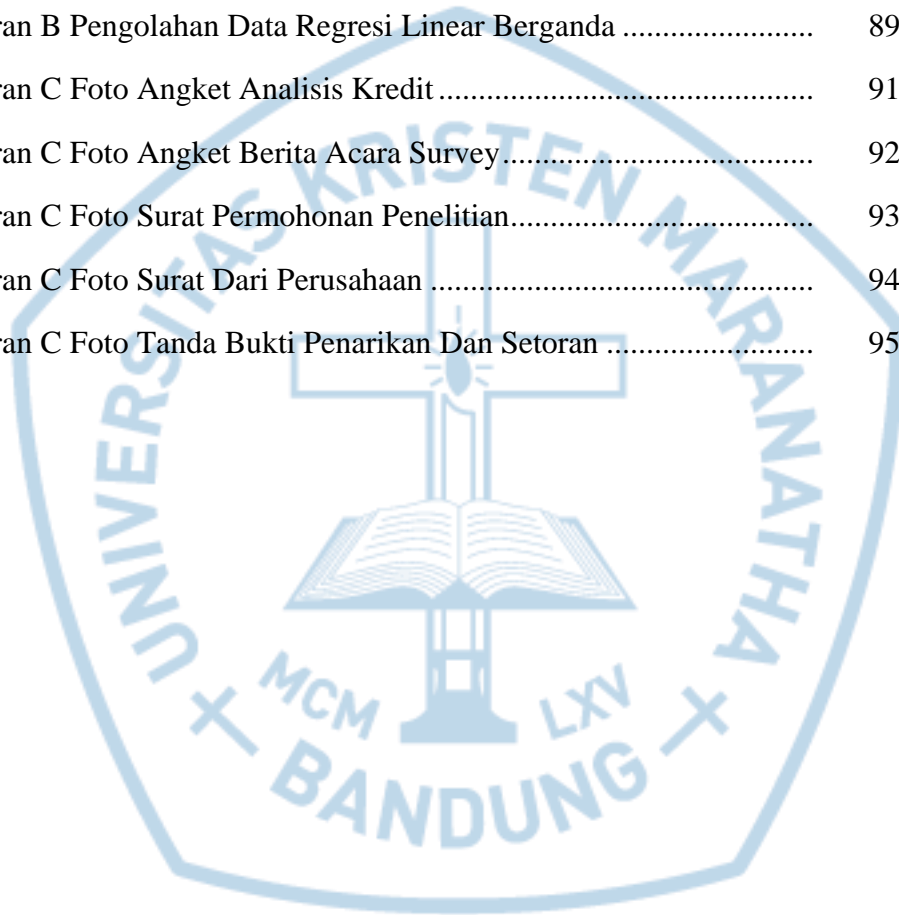 ran B Pengolahan Data Regresi Linear Berganda ....................... 89
ran C Foto Angket Analisis Kredit ........................................... 91
ran C Foto Angket Berita Acara Survey.................................... 92
ran C Foto Surat Permohonan Penelitian................................... 93
ran C Foto Surat Dari Perusahaan ............................................ 94
ran C Foto Tanda Bukti Penarikan Dan Setoran ........................ 95
UNIVERSITAS KRISTEN MARANATHA
MCM LXV
BANDUNG